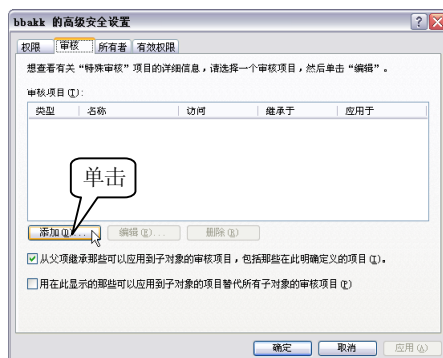 bbakk 的高级安全设置
权限 审核 所有者 有效权限
想查看有关“特殊审核”项目的详细信息，请选择一个审核项目，然后单击“编辑”。
审核项目(T):
类型 名称 访问 继承于 应用于
单击
添加(D)... 编辑(E)... 删除(R)
从父项继承那些可以应用到子对象的审核项目，包括那些在此明确定义的项目(I)。
用在此显示的那些可以应用到子对象的项目替代所有子对象的审核项目(P)
确定 取消 应用(A)